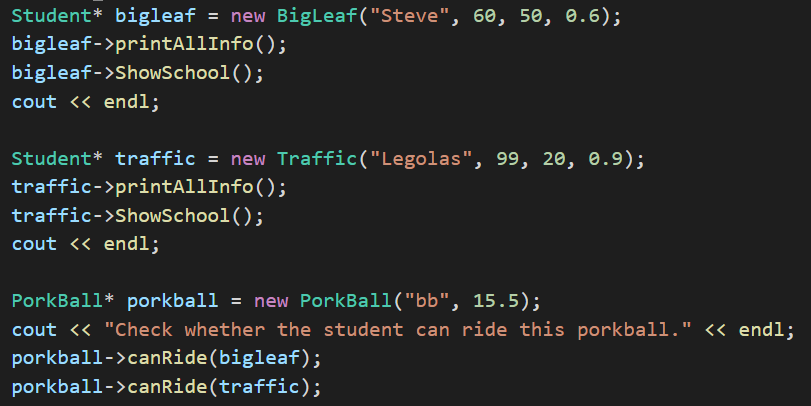 Student* bigleaf = new BigLeaf("Steve", 60, 50, 0.6);
bigleaf->printAllInfo();
bigleaf->ShowSchool();
cout << endl;

Student* traffic = new Traffic("Legolas", 99, 20, 0.9);
traffic->printAllInfo();
traffic->ShowSchool();
cout << endl;

PorkBall* porkball = new PorkBall("bb", 15.5);
cout << "Check whether the student can ride this porkball." << endl;
porkball->canRide(bigleaf);
porkball->canRide(traffic);